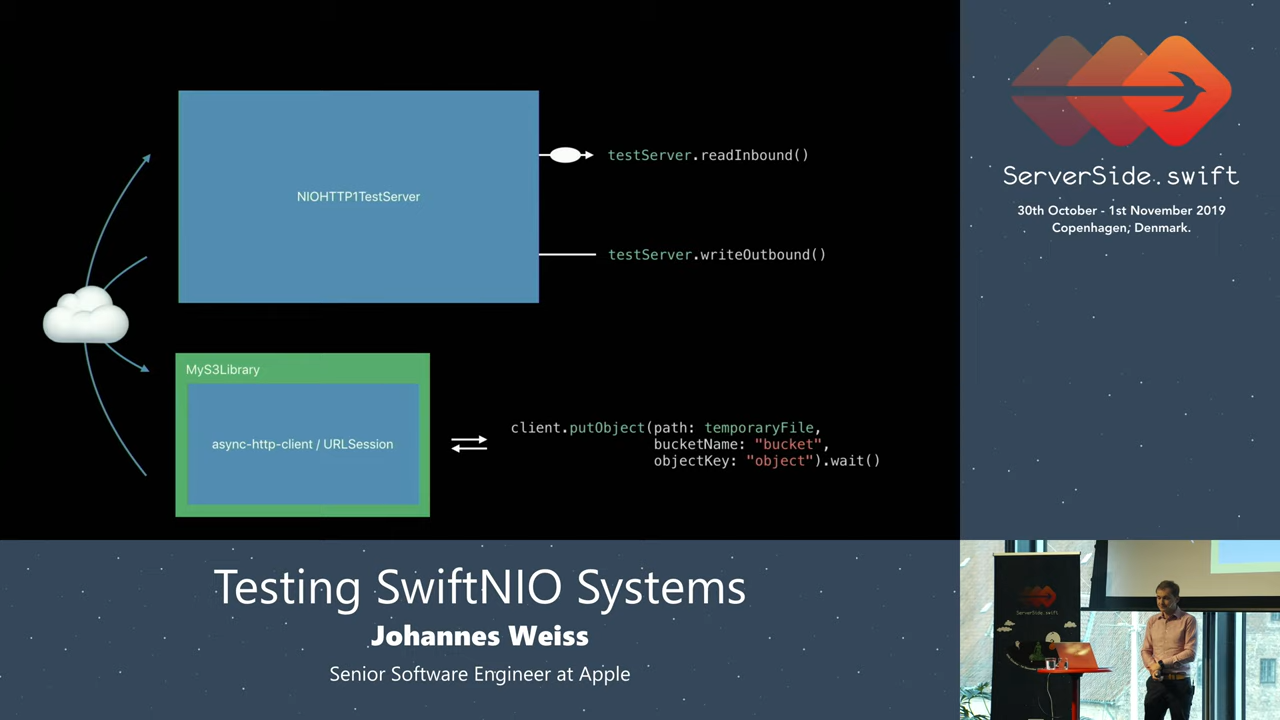 NIOHTTP1TestServer
testServer.readInbound()
testServer.writeOutbound()
MyS3Library
async-http-client / URLSession
client.putObject(path: temporaryFile,
bucketName: "bucket",
objectKey: "object").wait()
ServerSide.swift
30th October - 1st November 2019
Copenhagen, Denmark.
Testing SwiftNIO Systems
Johannes Weiss
Senior Software Engineer at Apple
ServerSide.swift